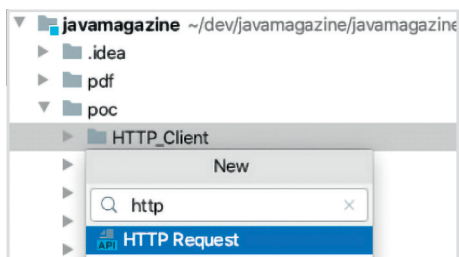 javamagazine ~/dev/javamagazine/javamagazine
.idea
pdf
poc
HTTP_Client
New
http
API HTTP Request